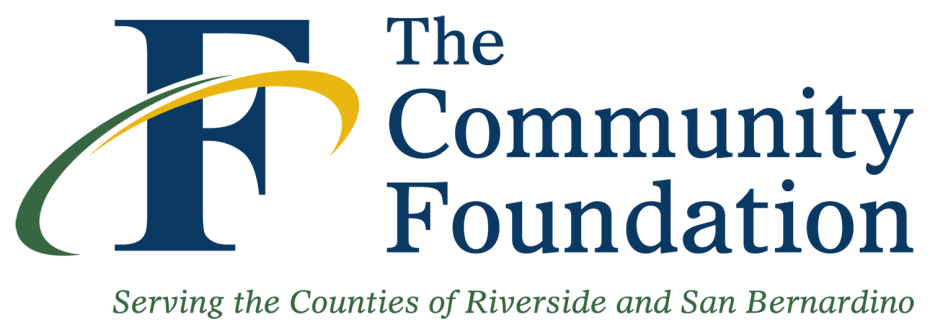 F
The
Community
Foundation
Serving the Counties of Riverside and San Bernardino